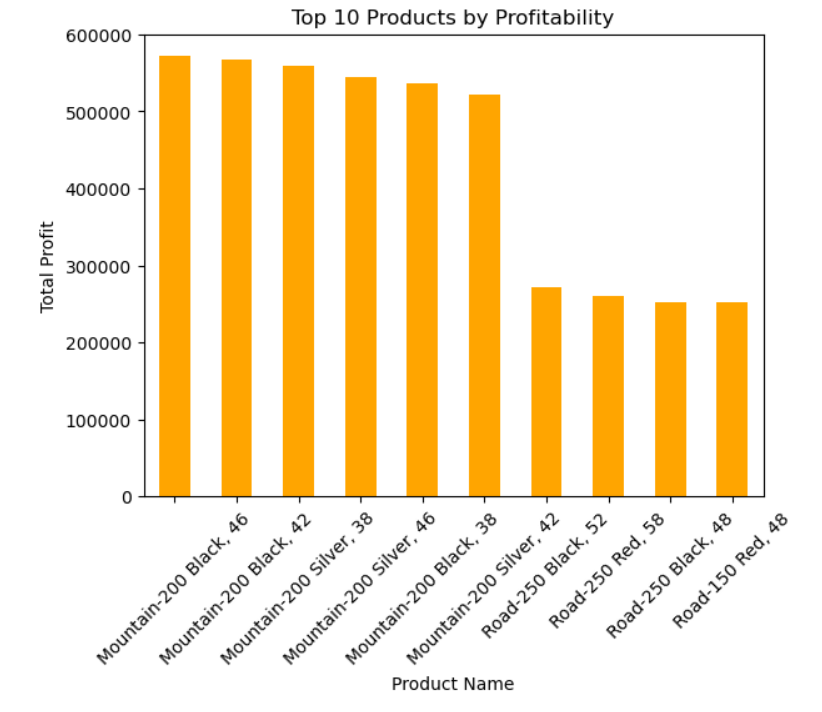 Top 10 Products by Profitability
600000
500000
400000
300000
200000
100000
0
Total Profit
Mountain-200 Black, 46
Mountain-200 Black, 42
Mountain-200 Silver, 38
Mountain-200 Silver, 46
Mountain-200 Black, 38
Mountain-200 Silver, 42
Road-250 Black, 52
Road-250 Red, 58
Road-250 Black, 48
Road-150 Red, 48
Product Name